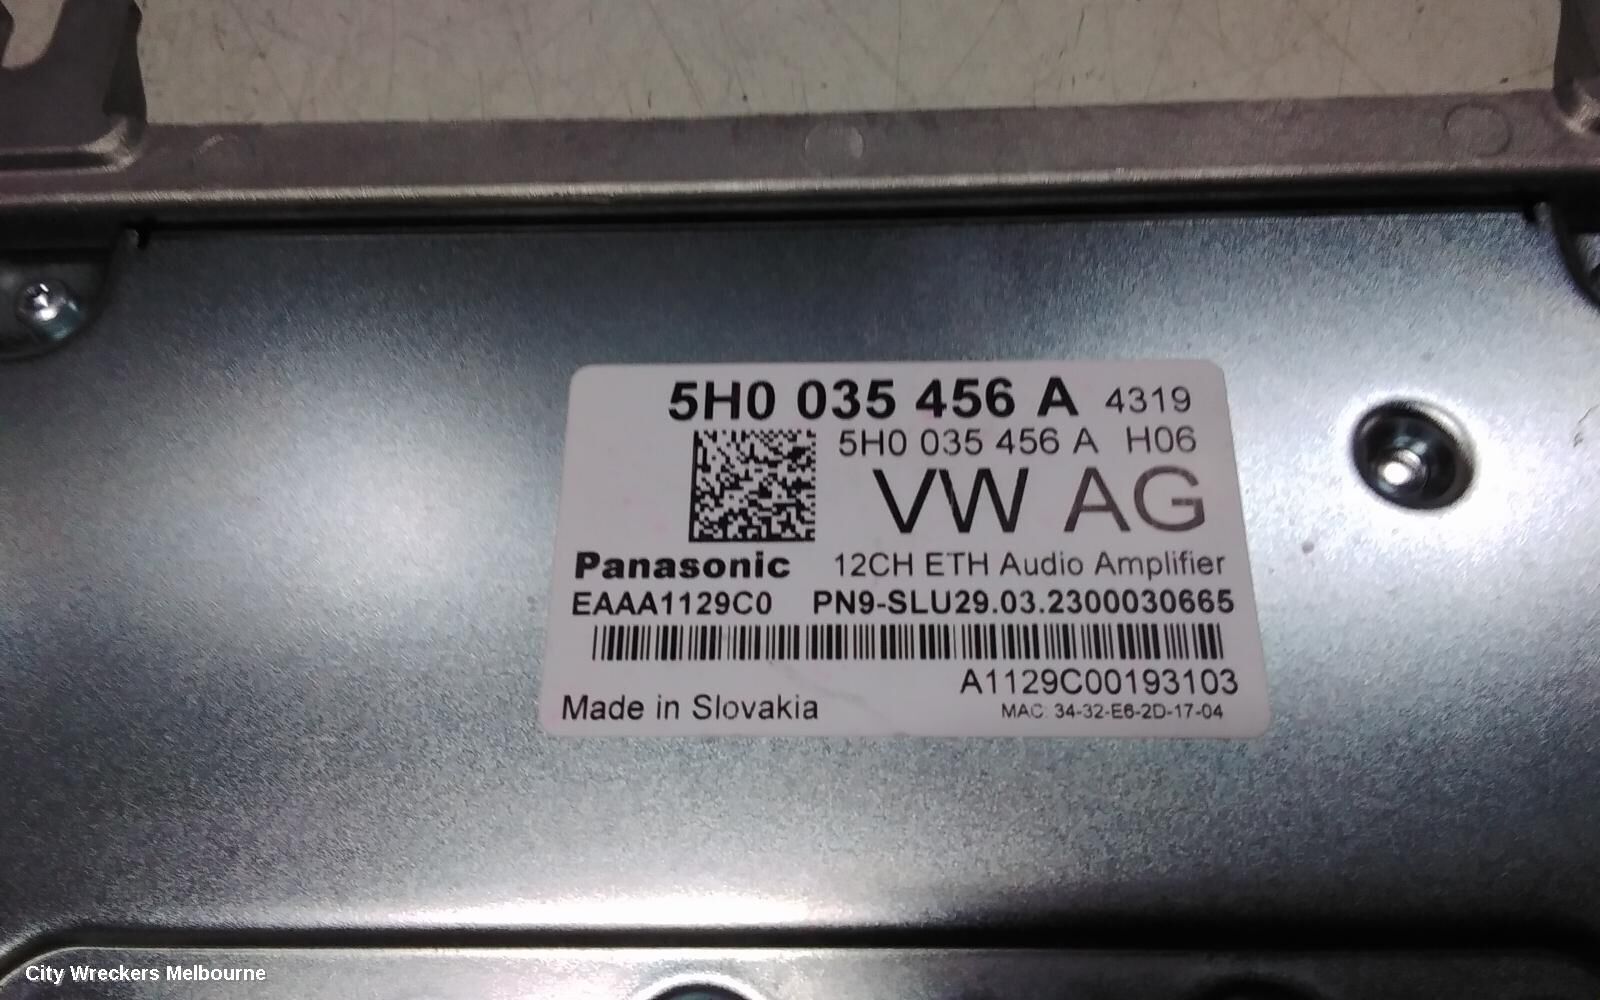 5H0 035 456 A 4319
5H0 035 456 A H06
VW AG
Panasonic 12CH ETH Audio Amplifier
EAAA1129C0 PN9-SLU29.03.2300030665
A1129C00193103
Made in Slovakia
MAC: 34-32-E6-2D-17-04
City Wreckers Melbourne